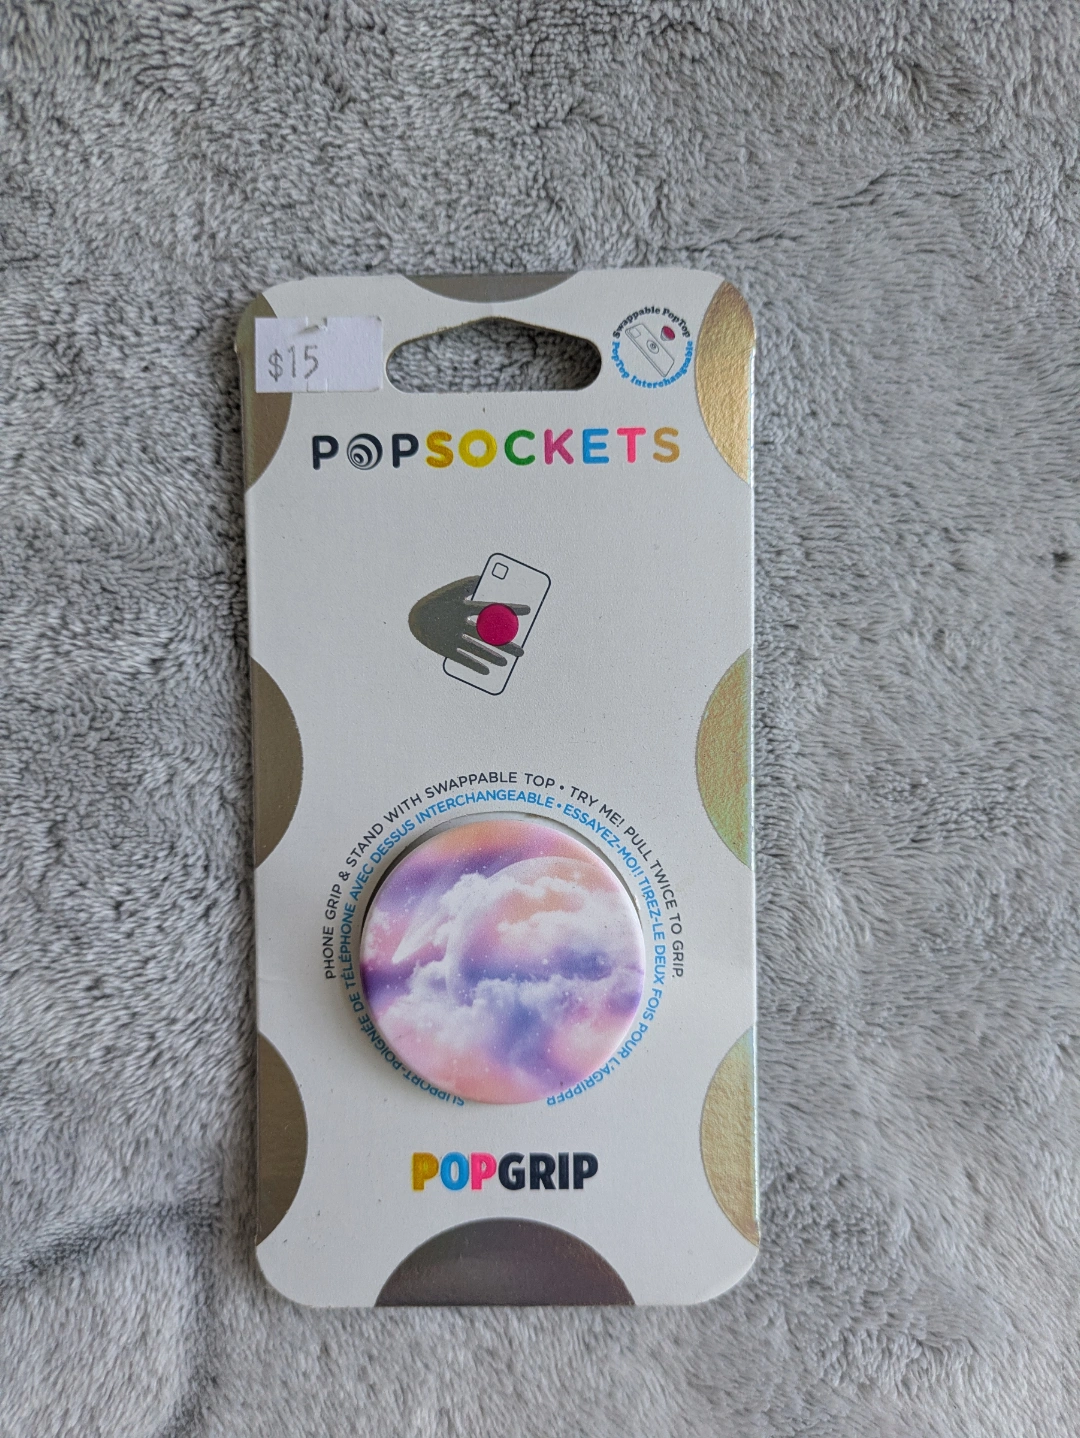 $15
Swappable PopTop
PopTop Interchangeable
POPSOCKETS
PHONE GRIP & STAND WITH SWAPPABLE TOP • TRY ME! PULL TWICE TO GRIP.
SUPPORT-POIGNÉE DE TÉLÉPHONE AVEC DESSUS INTERCHANGEABLE • ESSAYEZ-MOI! TIREZ-LE DEUX FOIS POUR L'AGRIPPER
POPGRIP